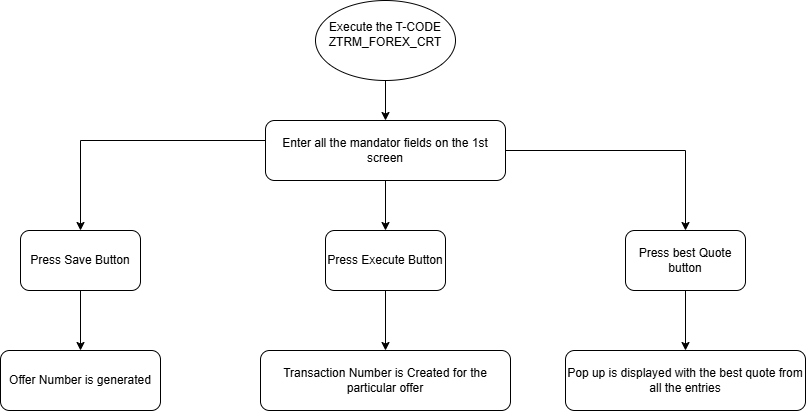 Execute the T-CODE
ZTRM_FOREX_CRT
Enter all the mandator fields on the 1st
screen
Press Save Button
Press Execute Button
Press best Quote
button
Offer Number is generated
Transaction Number is Created for the
particular offer
Pop up is displayed with the best quote from
all the entries